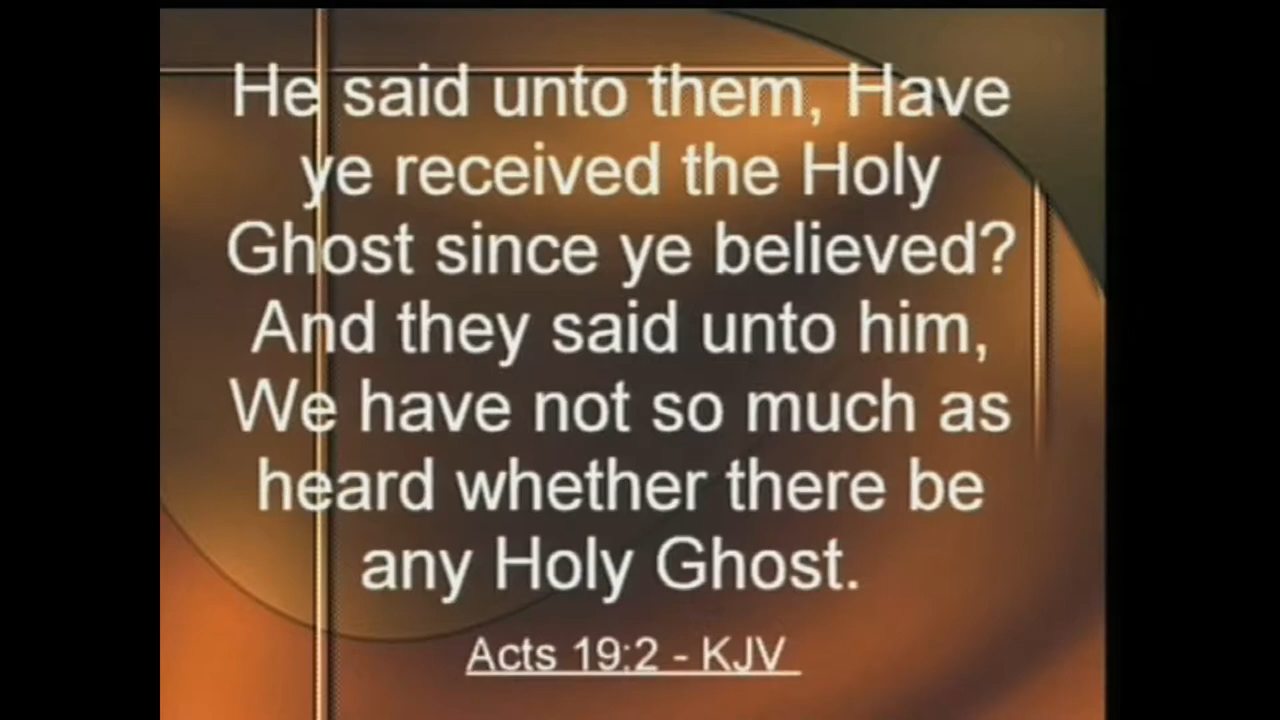 He said unto them, Have
ye received the Holy
Ghost since ye believed?
And they said unto him,
We have not so much as
heard whether there be
any Holy Ghost.
Acts 19:2 - KJV